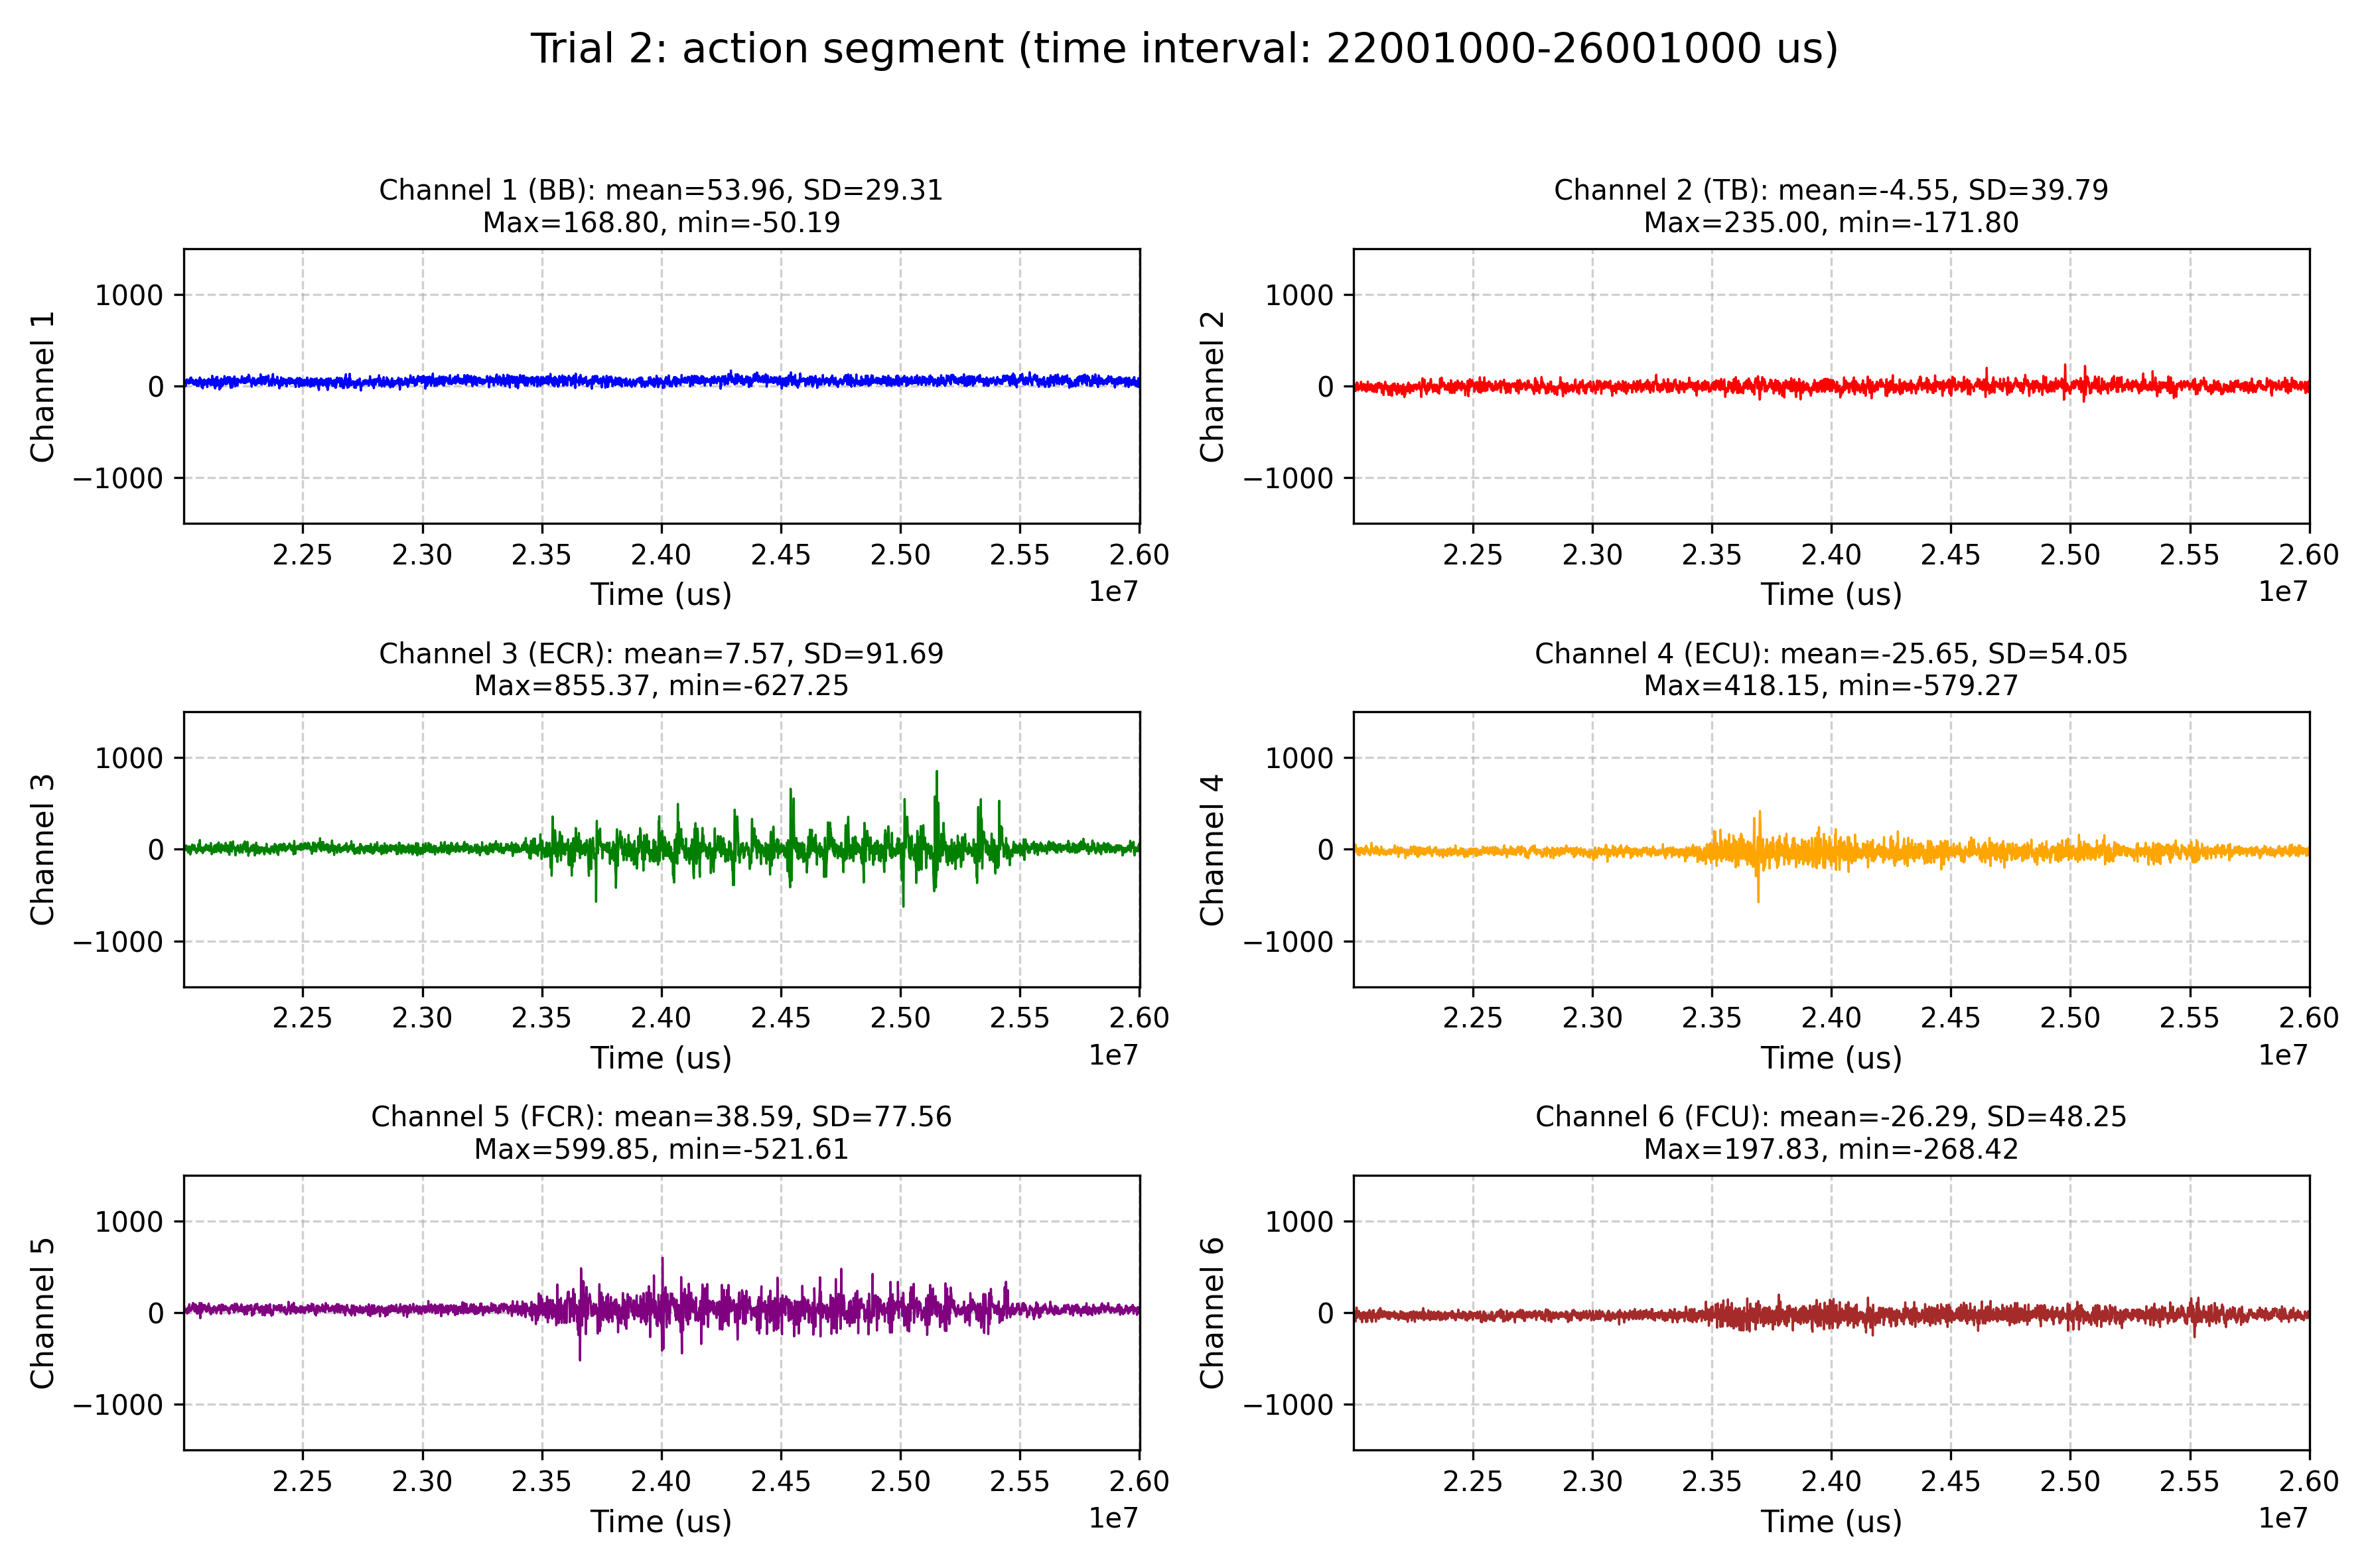 Trial 2: action segment (time interval: 22001000-26001000 us)
Channel 1 (BB): mean=53.96, SD=29.31
Max=168.80, min=-50.19
1000
0
−1000
Channel 1
2.25 2.30 2.35 2.40 2.45 2.50 2.55 2.60
Time (us)
1e7
Channel 2 (TB): mean=-4.55, SD=39.79
Max=235.00, min=-171.80
1000
0
−1000
Channel 2
2.25 2.30 2.35 2.40 2.45 2.50 2.55 2.60
Time (us)
1e7
Channel 3 (ECR): mean=7.57, SD=91.69
Max=855.37, min=-627.25
1000
0
−1000
Channel 3
2.25 2.30 2.35 2.40 2.45 2.50 2.55 2.60
Time (us)
1e7
Channel 4 (ECU): mean=-25.65, SD=54.05
Max=418.15, min=-579.27
1000
0
−1000
Channel 4
2.25 2.30 2.35 2.40 2.45 2.50 2.55 2.60
Time (us)
1e7
Channel 5 (FCR): mean=38.59, SD=77.56
Max=599.85, min=-521.61
1000
0
−1000
Channel 5
2.25 2.30 2.35 2.40 2.45 2.50 2.55 2.60
Time (us)
1e7
Channel 6 (FCU): mean=-26.29, SD=48.25
Max=197.83, min=-268.42
1000
0
−1000
Channel 6
2.25 2.30 2.35 2.40 2.45 2.50 2.55 2.60
Time (us)
1e7